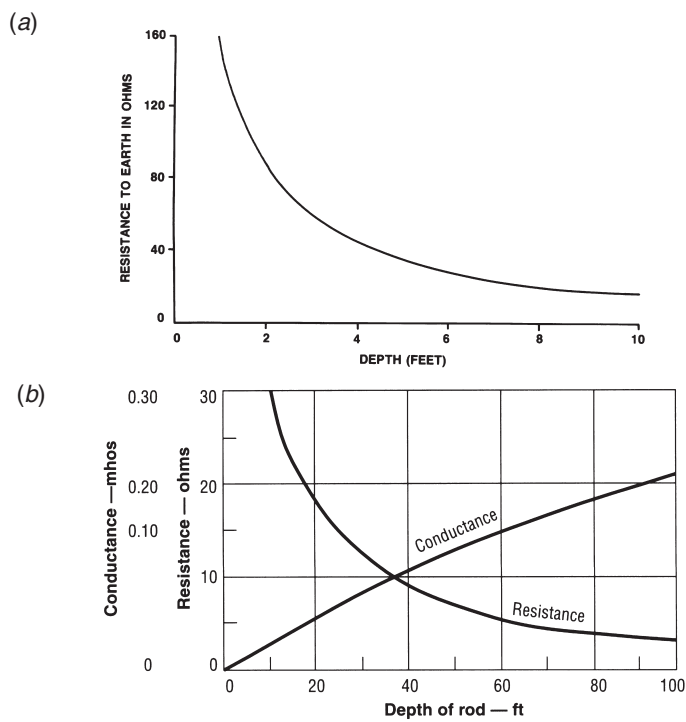 (a)
RESISTANCE TO EARTH IN OHMS
160
120
80
40
0
0 2 4 6 8 10
DEPTH (FEET)
(b)
Conductance —mhos
0.30
0.20
0.10
0
Resistance — ohms
30
20
10
0
Conductance
Resistance
0 20 40 60 80 100
Depth of rod — ft